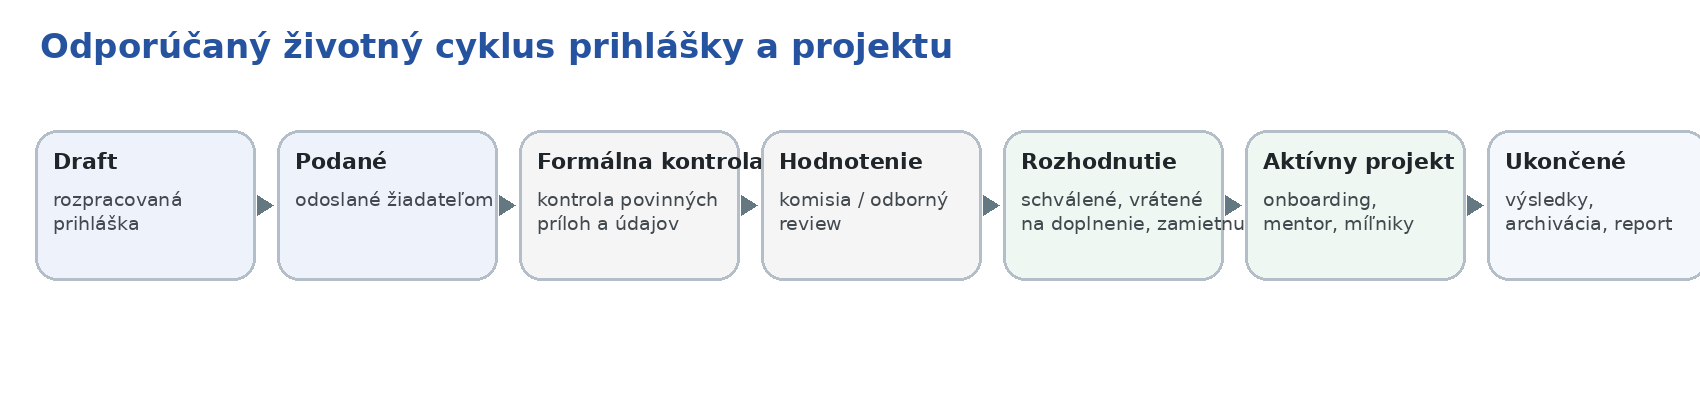 Odporúčaný životný cyklus prihlášky a projektu
Draft
rozpracovaná
prihláška
Podané
odoslané žiadateľom
Formálna kontrola
kontrola povinných
príloh a údajov
Hodnotenie
komisia / odborný
review
Rozhodnutie
schválené, vrátené
na doplnenie, zamietnu
Aktívny projekt
onboarding,
mentor, míľniky
Ukončené
výsledky,
archivácia, report